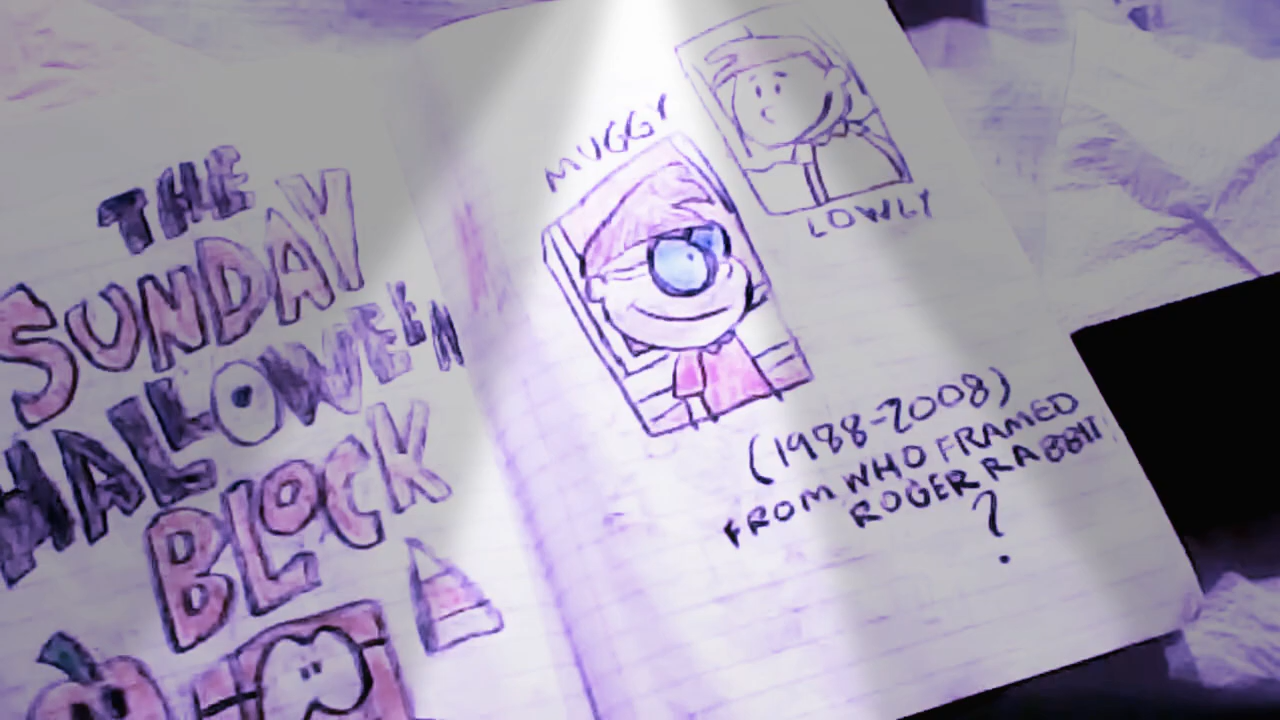 THE
SUNDAY
HALLOWEEN
BLOCK
MUGGY
LOWLY
(1988-2008)
FROM WHO FRAMED
ROGER RABBIT
?